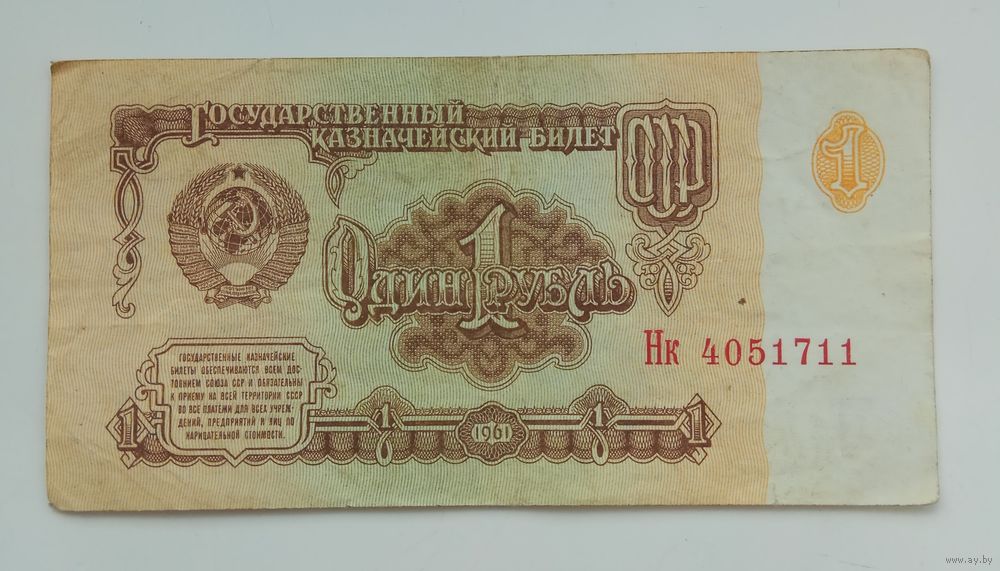 Государственный
казначейский билет
СССР
1
Один 1 рубль
Нк 4051711
Государственные казначейские
билеты обеспечиваются всем дос-
тоянием Союза ССР и обязательны
к приему на всей территории СССР
во все платежи для всех учреж-
дений, предприятий и лиц по
нарицательной стоимости.
1 1 1961 1 1
www.ay.by